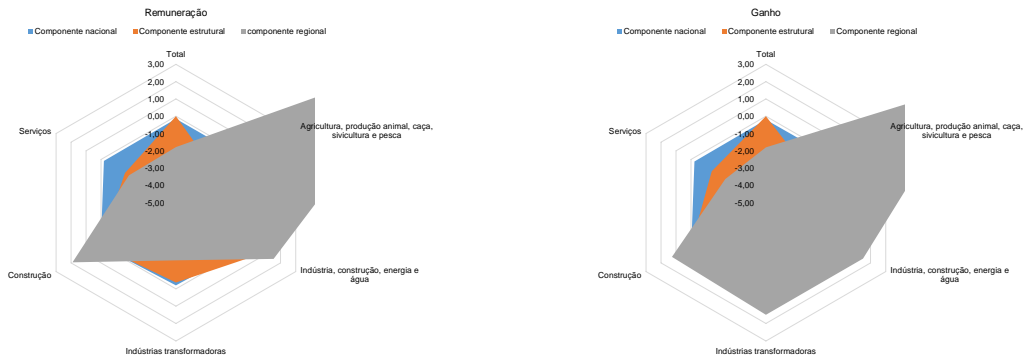 Remuneração
Componente nacional Componente estrutural componente regional
Total
3,00
2,00
1,00
0,00
-1,00
-2,00
-3,00
-4,00
-5,00
Agricultura, produção animal, caça,
sivicultura e pesca
Indústria, construção, energia e
água
Indústrias transformadoras
Construção
Serviços
Ganho
Componente nacional Componente estrutural componente regional
Total
3,00
2,00
1,00
0,00
-1,00
-2,00
-3,00
-4,00
-5,00
Agricultura, produção animal, caça,
sivicultura e pesca
Indústria, construção, energia e
água
Indústrias transformadoras
Construção
Serviços